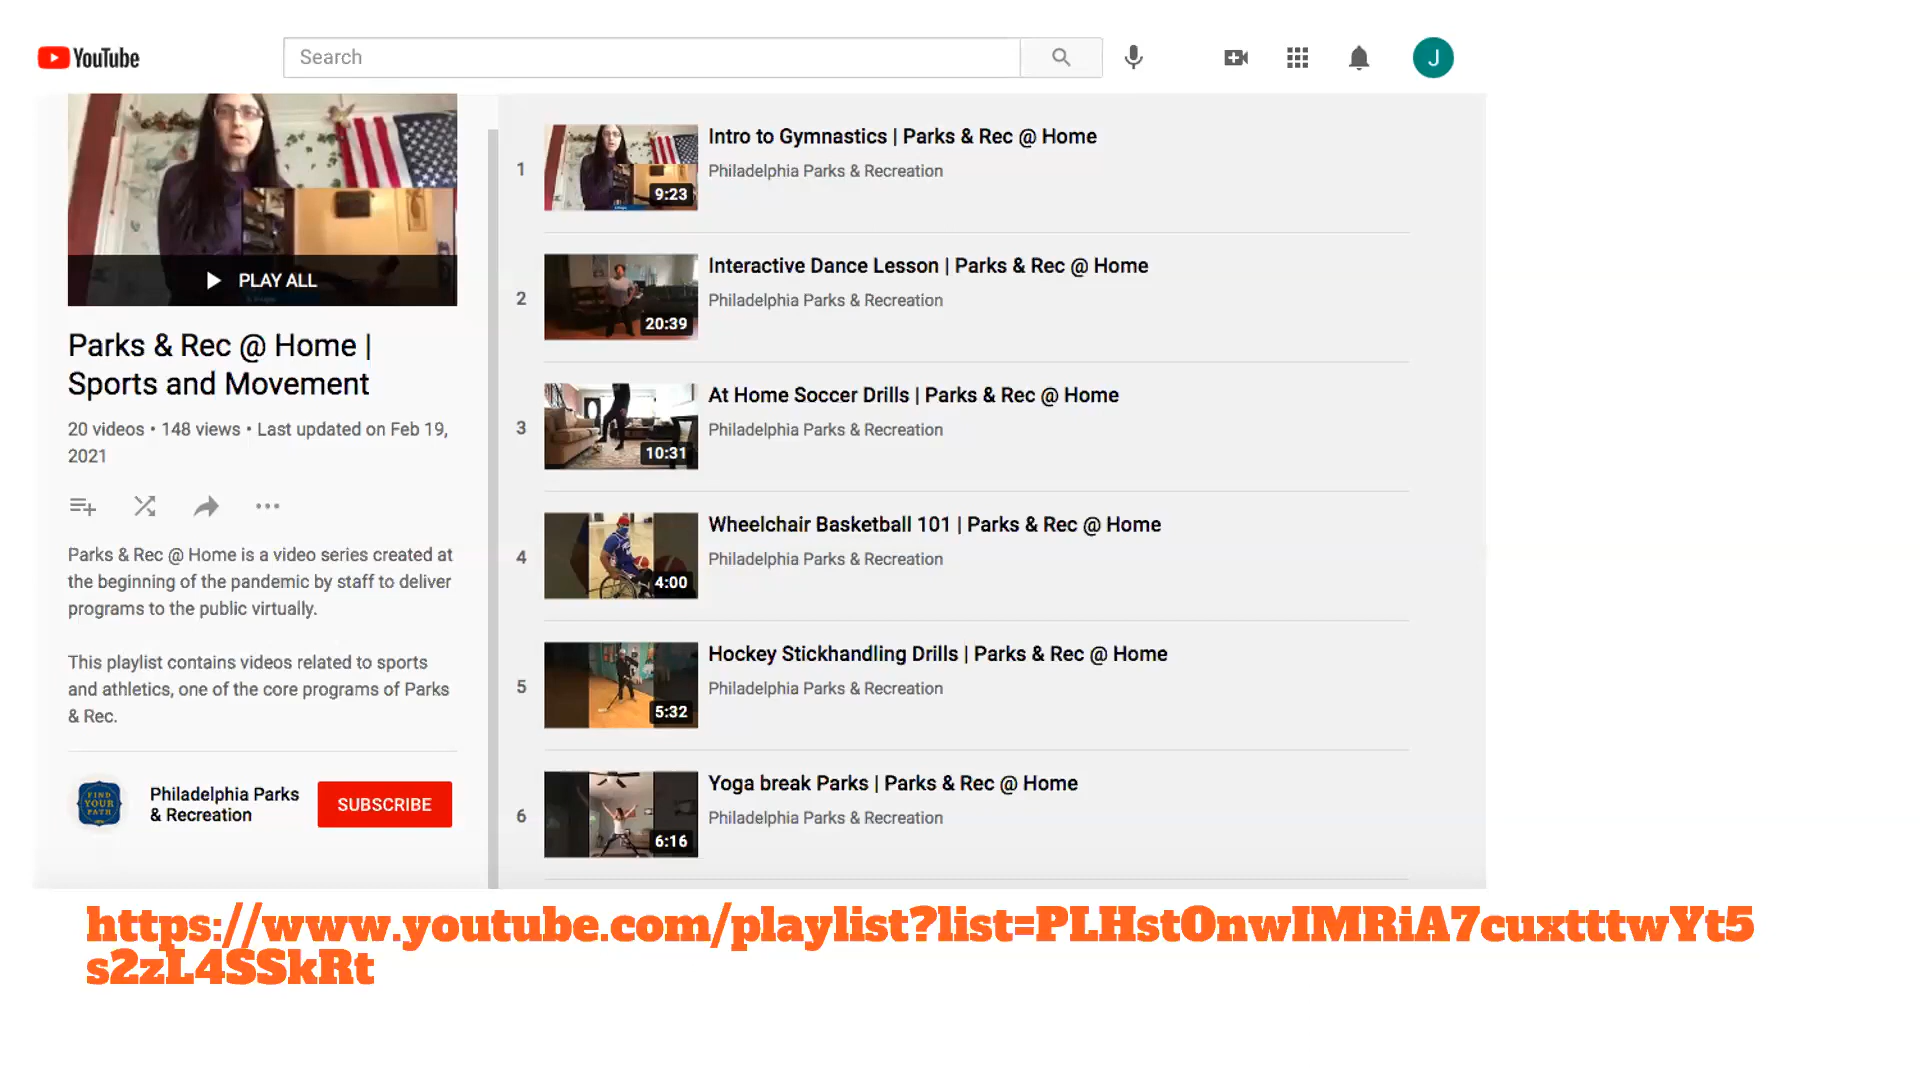 YouTube
Search
J
PLAY ALL
Parks & Rec @ Home |
Sports and Movement
20 videos • 148 views • Last updated on Feb 19,
2021
Parks & Rec @ Home is a video series created at
the beginning of the pandemic by staff to deliver
programs to the public virtually.
This playlist contains videos related to sports
and athletics, one of the core programs of Parks
& Rec.
FIND
YOUR
PATH
Philadelphia Parks
& Recreation
SUBSCRIBE
1
9:23
Intro to Gymnastics | Parks & Rec @ Home
Philadelphia Parks & Recreation
2
20:39
Interactive Dance Lesson | Parks & Rec @ Home
Philadelphia Parks & Recreation
3
10:31
At Home Soccer Drills | Parks & Rec @ Home
Philadelphia Parks & Recreation
4
4:00
Wheelchair Basketball 101 | Parks & Rec @ Home
Philadelphia Parks & Recreation
5
5:32
Hockey Stickhandling Drills | Parks & Rec @ Home
Philadelphia Parks & Recreation
6
6:16
Yoga break Parks | Parks & Rec @ Home
Philadelphia Parks & Recreation
https://www.youtube.com/playlist?list=PLHstOnwIMRiA7cuxtttwYt5
s2zL4SSkRt